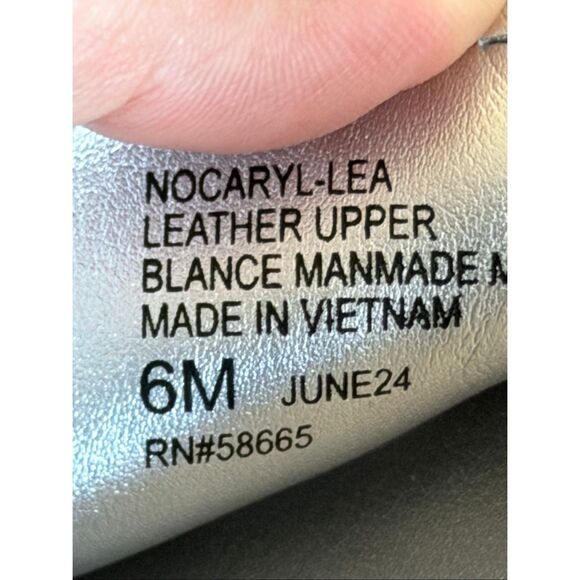 NOCARYL-LEA
LEATHER UPPER
BLANCE MANMADE
MADE IN VIETNAM
6M JUNE24
RN#58665